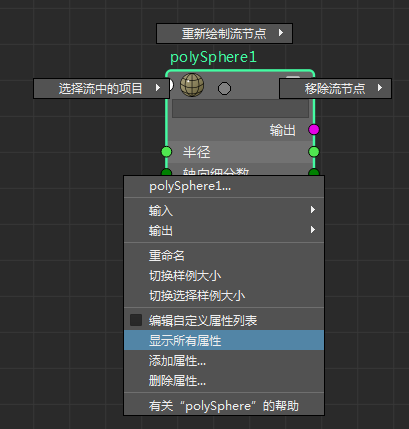 重新绘制流节点
polySphere1
选择流中的项目
移除流节点
输出
半径
轴向细分数
polySphere1...
输入
输出
重命名
切换样例大小
切换选择样例大小
编辑自定义属性列表
显示所有属性
添加属性...
删除属性...
有关“polySphere”的帮助